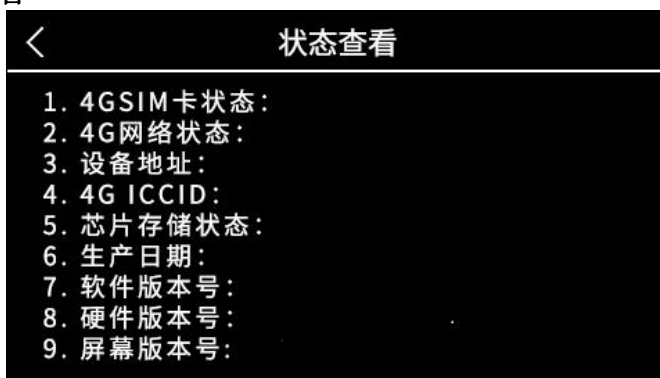 状态查看
1. 4GSIM卡状态：
2. 4G网络状态：
3. 设备地址：
4. 4G ICCID：
5. 芯片存储状态：
6. 生产日期：
7. 软件版本号：
8. 硬件版本号：
9. 屏幕版本号: